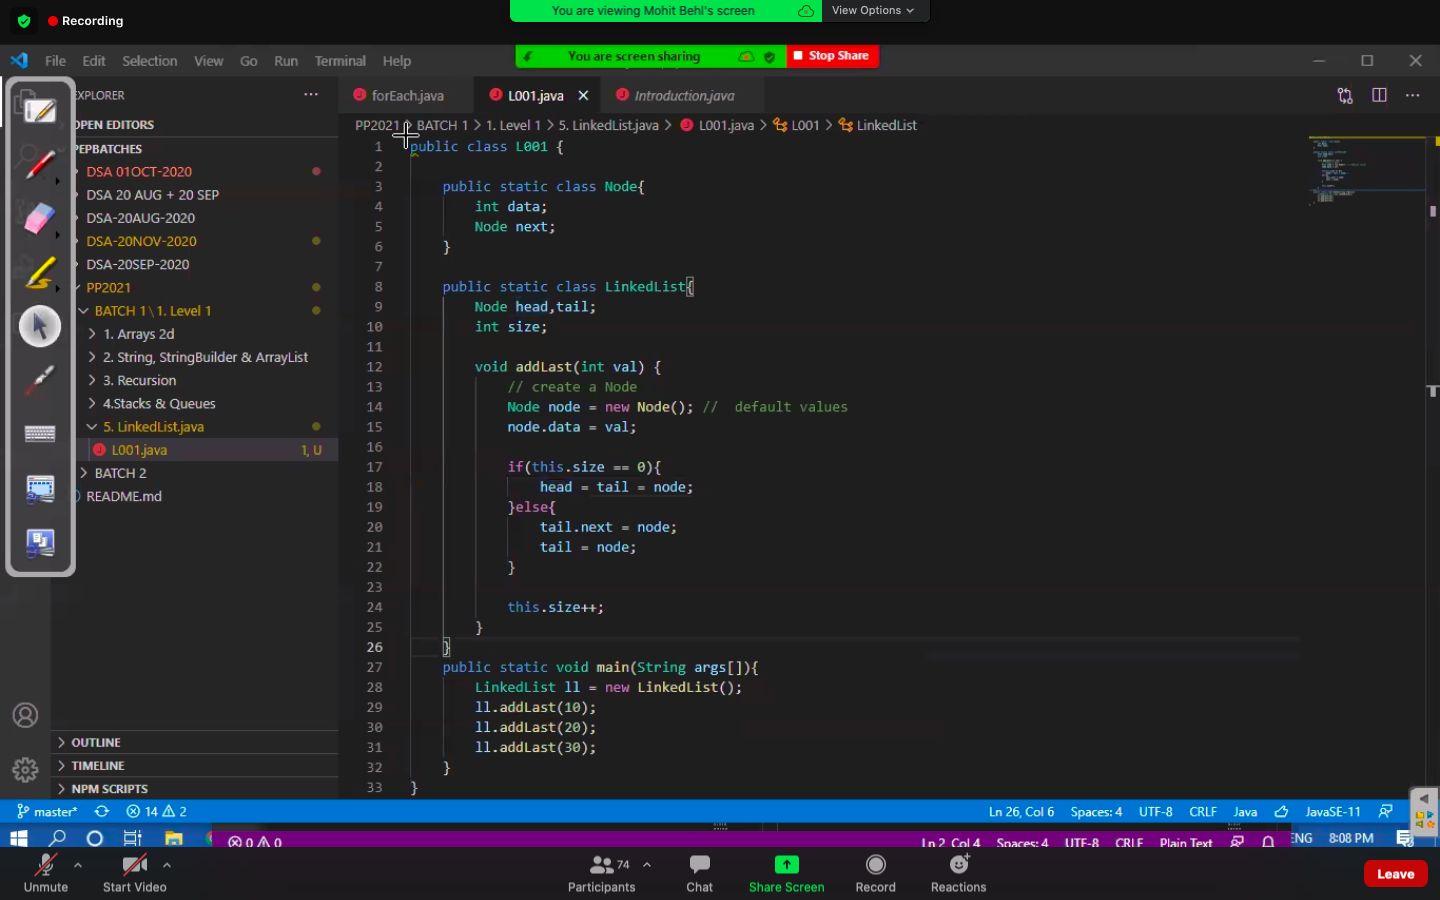 Recording
You are viewing Mohit Behl's screen
View Options
File Edit Selection View Go Run Terminal Help
You are screen sharing
Stop Share
EXPLORER
forEach.java
L001.java
Introduction.java
OPEN EDITORS
PP2021 > BATCH 1 > 1. Level 1 > 5. LinkedList.java > L001.java > L001 > LinkedList
PEPBATCHES
DSA 01OCT-2020
DSA 20 AUG + 20 SEP
DSA-20AUG-2020
DSA-20NOV-2020
DSA-20SEP-2020
PP2021
BATCH 1 \ 1. Level 1
1. Arrays 2d
2. String, StringBuilder & ArrayList
3. Recursion
4.Stacks & Queues
5. LinkedList.java
L001.java 1, U
BATCH 2
README.md
OUTLINE
TIMELINE
NPM SCRIPTS
1 public class L001 {
2
3 public static class Node{
4 int data;
5 Node next;
6 }
7
8 public static class LinkedList{
9 Node head,tail;
10 int size;
11
12 void addLast(int val) {
13 // create a Node
14 Node node = new Node(); // default values
15 node.data = val;
16
17 if(this.size == 0){
18 head = tail = node;
19 }else{
20 tail.next = node;
21 tail = node;
22 }
23
24 this.size++;
25 }
26 }
27 public static void main(String args[]){
28 LinkedList ll = new LinkedList();
29 ll.addLast(10);
30 ll.addLast(20);
31 ll.addLast(30);
32 }
33 }
master* 14 2
Ln 26, Col 6 Spaces: 4 UTF-8 CRLF Java JavaSE-11
0 0
Ln 2, Col 4 Spaces: 4 UTF-8 CRLF Plain Text
ENG 8:08 PM
Unmute
Start Video
74
Participants
Chat
Share Screen
Record
Reactions
Leave